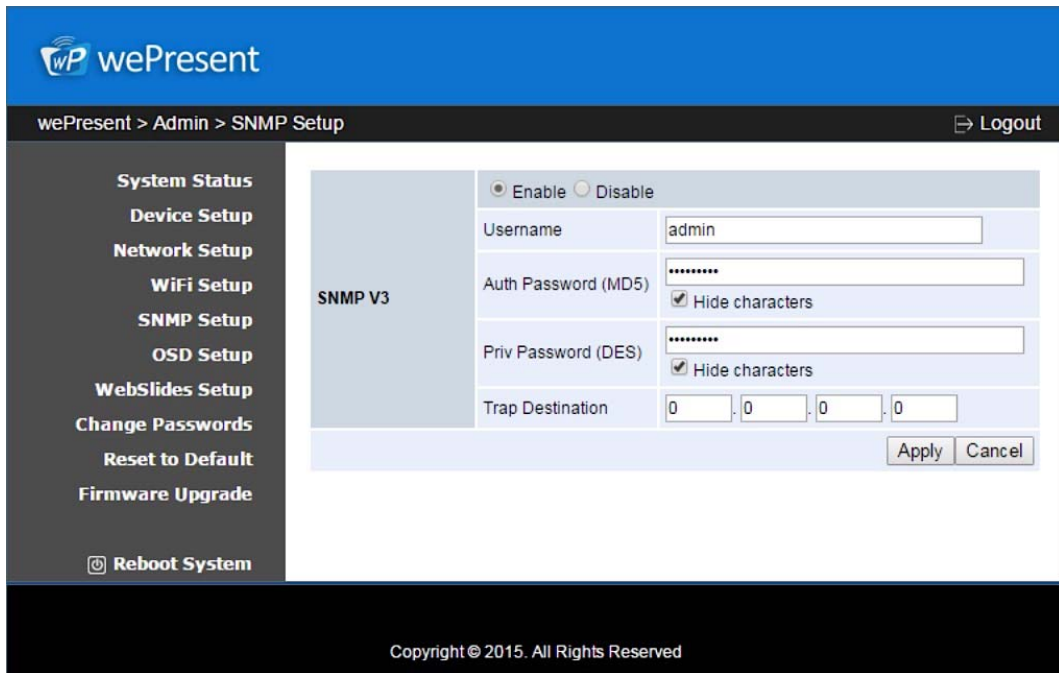 wP wePresent
wePresent > Admin > SNMP Setup
Logout
System Status
Device Setup
Network Setup
WiFi Setup
SNMP Setup
OSD Setup
WebSlides Setup
Change Passwords
Reset to Default
Firmware Upgrade
Reboot System
SNMP V3
Enable Disable
Username admin
Auth Password (MD5) •••••••••
Hide characters
Priv Password (DES) •••••••••
Hide characters
Trap Destination 0 . 0 . 0 . 0
Apply Cancel
Copyright © 2015. All Rights Reserved